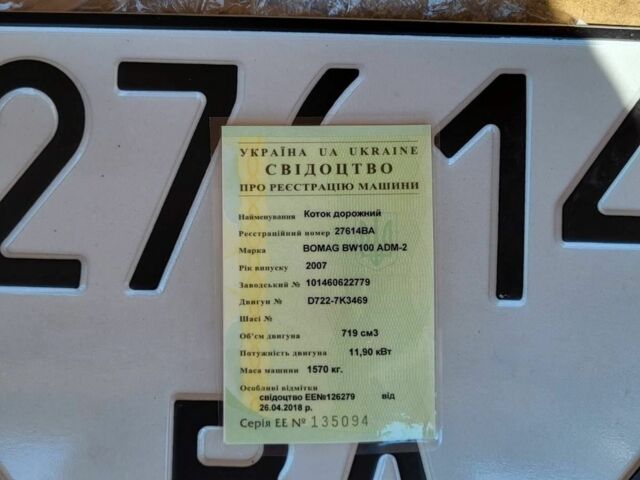 27614
ВА
УКРАЇНА UA UKRAINE
СВІДОЦТВО
ПРО РЕЄСТРАЦІЮ МАШИНИ
Найменування Коток дорожний
Реєстраційний номер 27614ВА
Марка BOMAG BW100 ADM-2
Рік випуску 2007
Заводський № 101460622779
Двигун № D722-7K3469
Шасі №
Об'єм двигуна 719 см3
Потужність двигуна 11,90 кВт
Маса машини 1570 кг.
Особливі відмітки
свідоцтво ЕЕ№126279 від
26.04.2018 р.
Серія ЕЕ № 135094